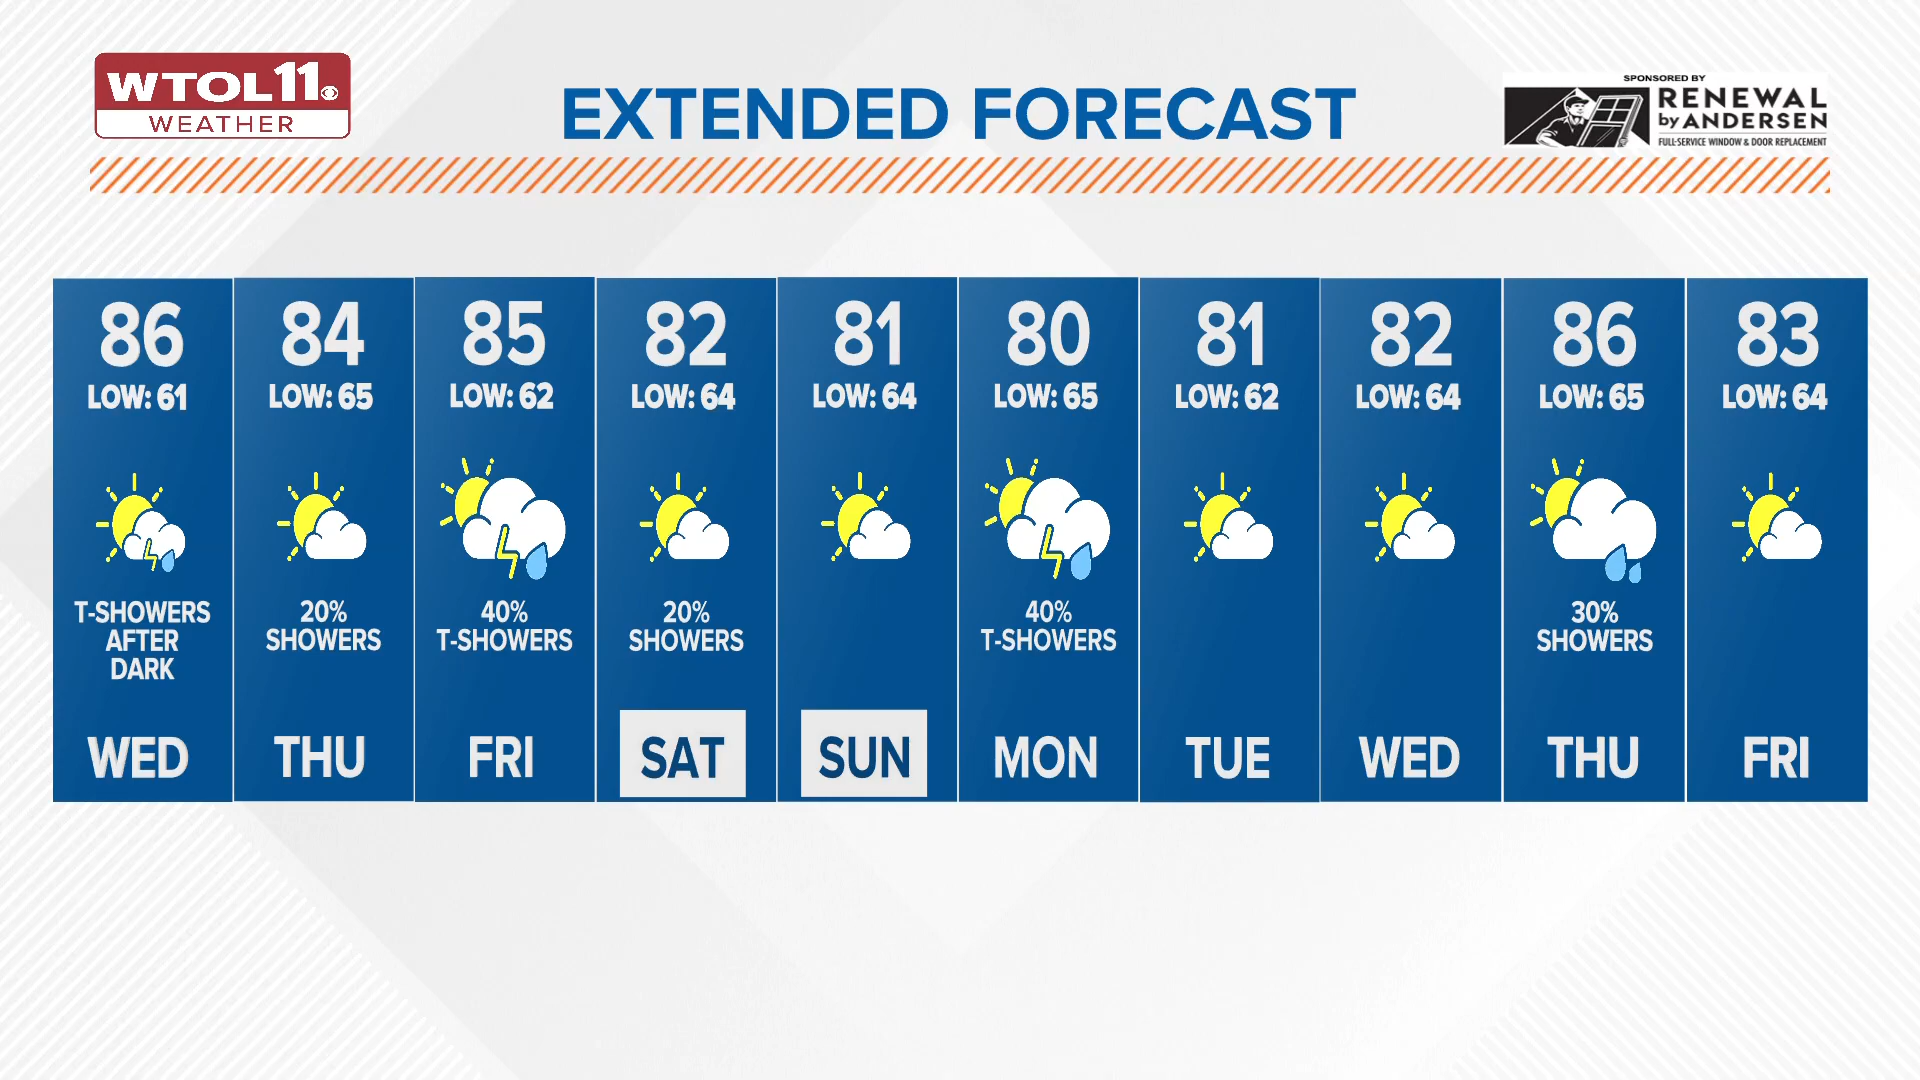 WTOL 11
WEATHER
EXTENDED FORECAST
SPONSORED BY
RENEWAL
by ANDERSEN
FULL-SERVICE WINDOW & DOOR REPLACEMENT
86
LOW: 61
T-SHOWERS
AFTER
DARK
WED
84
LOW: 65
20%
SHOWERS
THU
85
LOW: 62
40%
T-SHOWERS
FRI
82
LOW: 64
20%
SHOWERS
SAT
81
LOW: 64
SUN
80
LOW: 65
40%
T-SHOWERS
MON
81
LOW: 62
TUE
82
LOW: 64
WED
86
LOW: 65
30%
SHOWERS
THU
83
LOW: 64
FRI